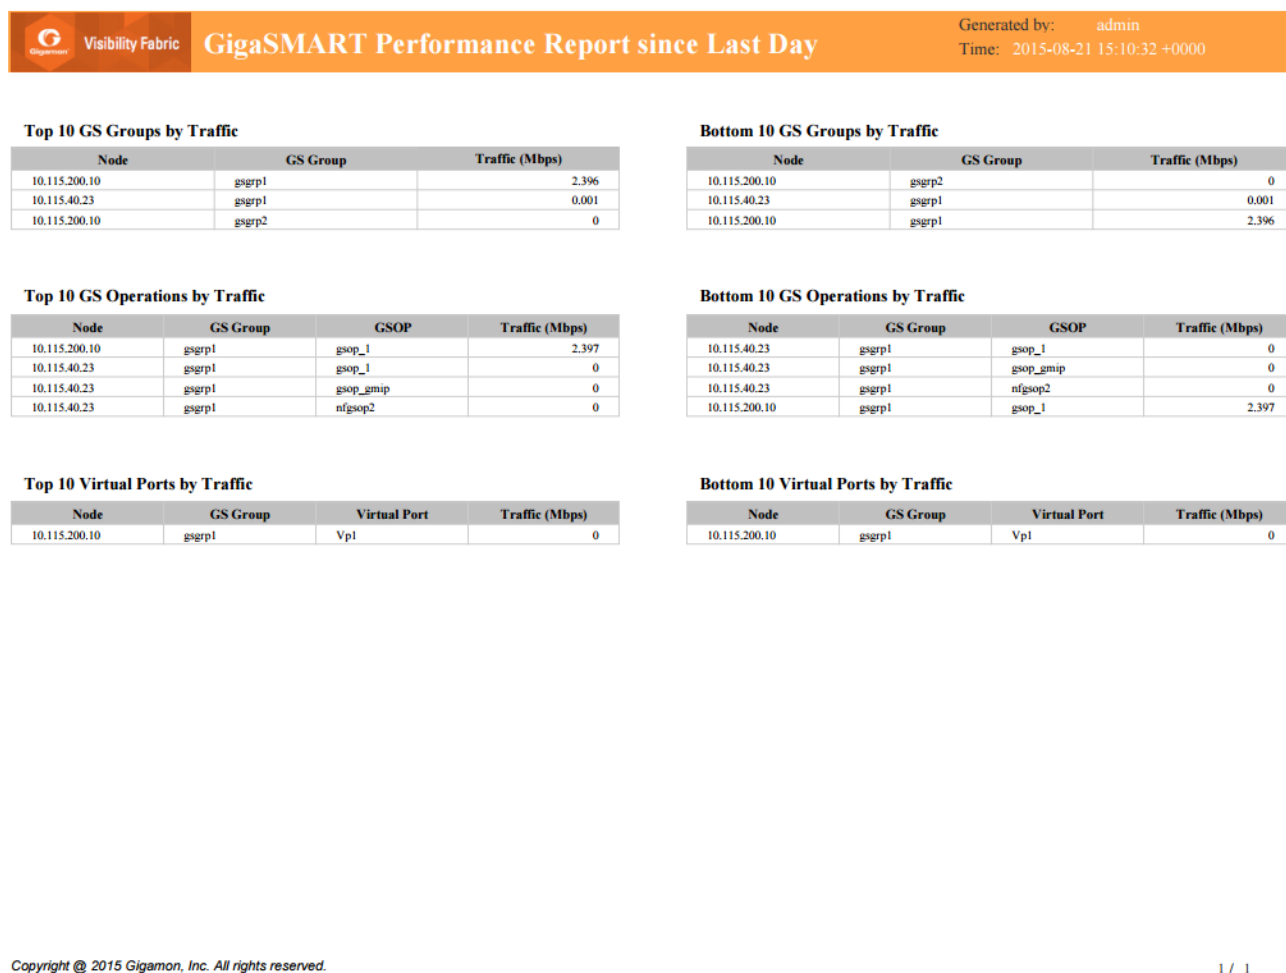 Gigamon Visibility Fabric GigaSMART Performance Report since Last Day
Generated by: admin
Time: 2015-08-21 15:10:32 +0000
Top 10 GS Groups by Traffic
Node GS Group Traffic (Mbps)
10.115.200.10 gsgrp1 2.396
10.115.40.23 gsgrp1 0.001
10.115.200.10 gsgrp2 0
Bottom 10 GS Groups by Traffic
Node GS Group Traffic (Mbps)
10.115.200.10 gsgrp2 0
10.115.40.23 gsgrp1 0.001
10.115.200.10 gsgrp1 2.396
Top 10 GS Operations by Traffic
Node GS Group GSOP Traffic (Mbps)
10.115.200.10 gsgrp1 gsop_1 2.397
10.115.40.23 gsgrp1 gsop_1 0
10.115.40.23 gsgrp1 gsop_gmip 0
10.115.40.23 gsgrp1 nfgsop2 0
Bottom 10 GS Operations by Traffic
Node GS Group GSOP Traffic (Mbps)
10.115.40.23 gsgrp1 gsop_1 0
10.115.40.23 gsgrp1 gsop_gmip 0
10.115.40.23 gsgrp1 nfgsop2 0
10.115.200.10 gsgrp1 gsop_1 2.397
Top 10 Virtual Ports by Traffic
Node GS Group Virtual Port Traffic (Mbps)
10.115.200.10 gsgrp1 Vp1 0
Bottom 10 Virtual Ports by Traffic
Node GS Group Virtual Port Traffic (Mbps)
10.115.200.10 gsgrp1 Vp1 0
Copyright @ 2015 Gigamon, Inc. All rights reserved.
1 / 1